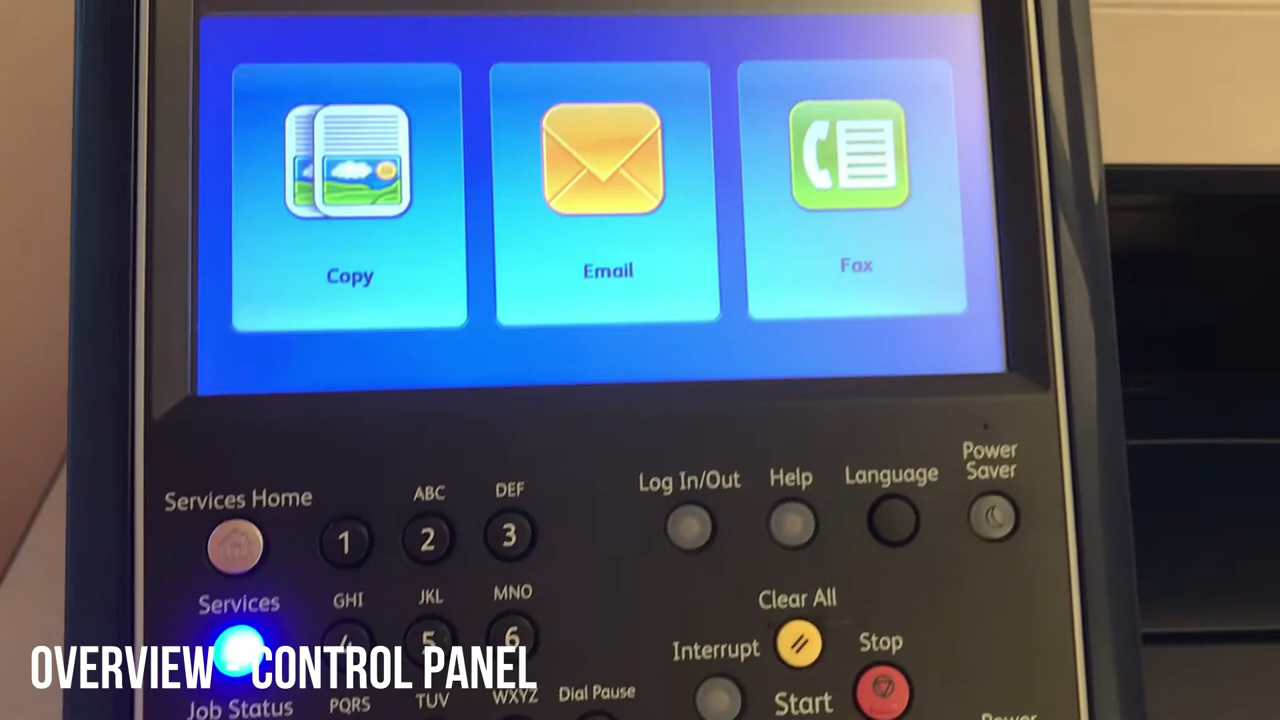 Copy
Email
Fax
Power
Saver
Services Home
ABC
DEF
Log In/Out
Help
Language
1
2
3
Services
GHI
JKL
MNO
Clear All
4
5
6
Interrupt
Stop
OVERVIEW - CONTROL PANEL
Job Status
PQRS
TUV
WXYZ
Dial Pause
Start
Power